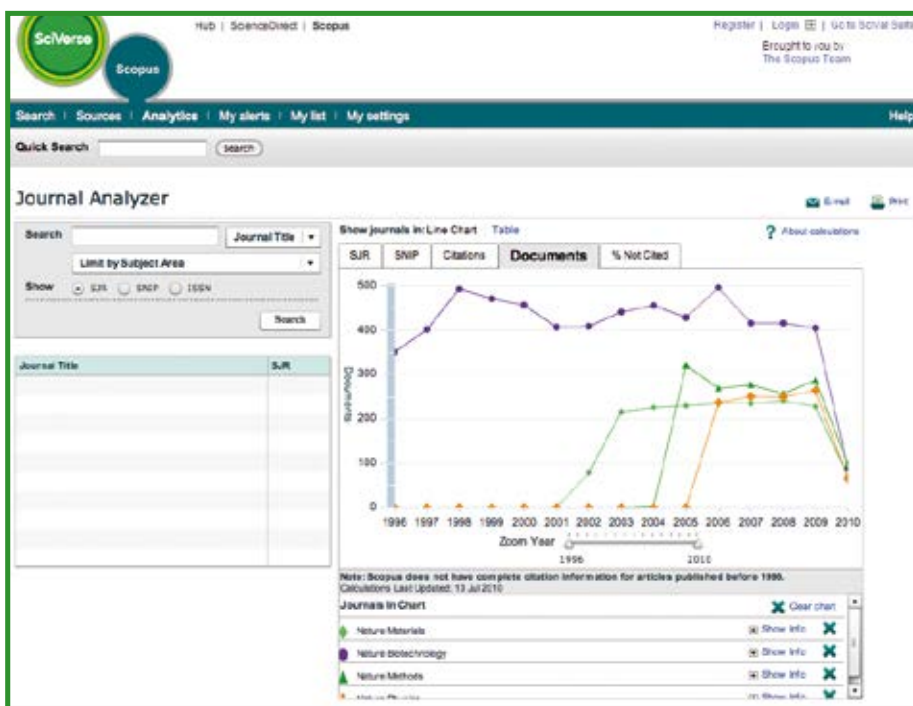 SciVerse
Hub | ScienceDirect | Scopus
Register | Login | Go to SciVal Suite
Scopus
Brought to you by
The Scopus Team
Search | Sources | Analytics | My alerts | My list | My settings
Help
Quick Search
Search
Journal Analyzer
E-mail
Print
Search
Journal Title
Limit by Subject Area
Show SJR SNIP ISSN
Search
Journal Title SJR
Show journals in: Line Chart Table
? About calculations
SJR SNIP Citations Documents % Not Cited
500
400
300
200
100
0
Documents
1996 1997 1998 1999 2000 2001 2002 2003 2004 2005 2006 2007 2008 2009 2010
Zoom Year
1996 2010
Note: Scopus does not have complete citation information for articles published before 1996.
Calculations Last Updated: 13 Jul 2010
Journals in Chart
Clear chart
Nature Materials Show Info
Nature Biotechnology Show Info
Nature Methods Show Info
Nature Physics Show Info